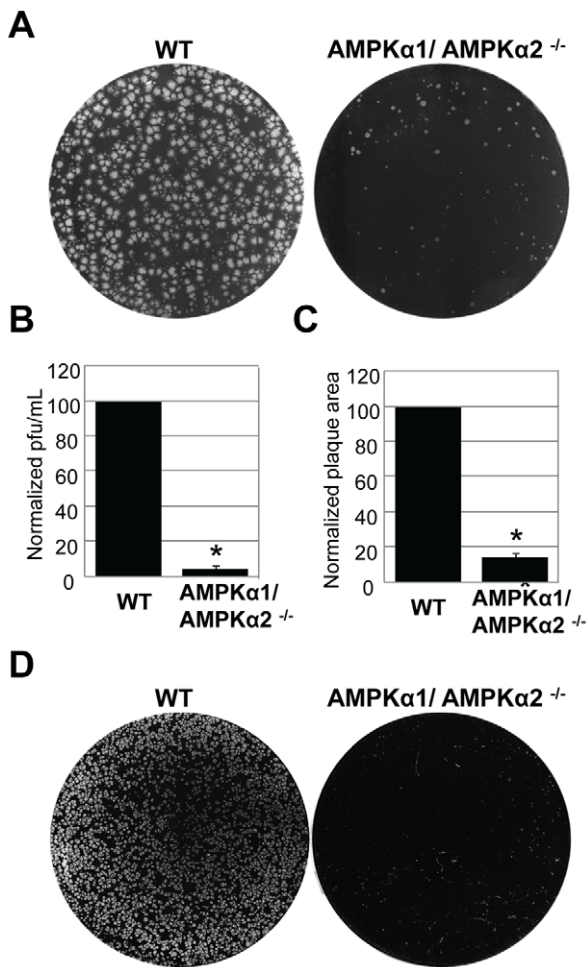 A
WT
AMPKα1/ AMPKα2 -/-
B
Normalized pfu/mL
120
100
80
60
40
20
0
*
WT
AMPKα1/
AMPKα2 -/-
C
Normalized plaque area
120
100
80
60
40
20
0
*
WT
AMPKα1/
AMPKα2 -/-
D
WT
AMPKα1/ AMPKα2 -/-